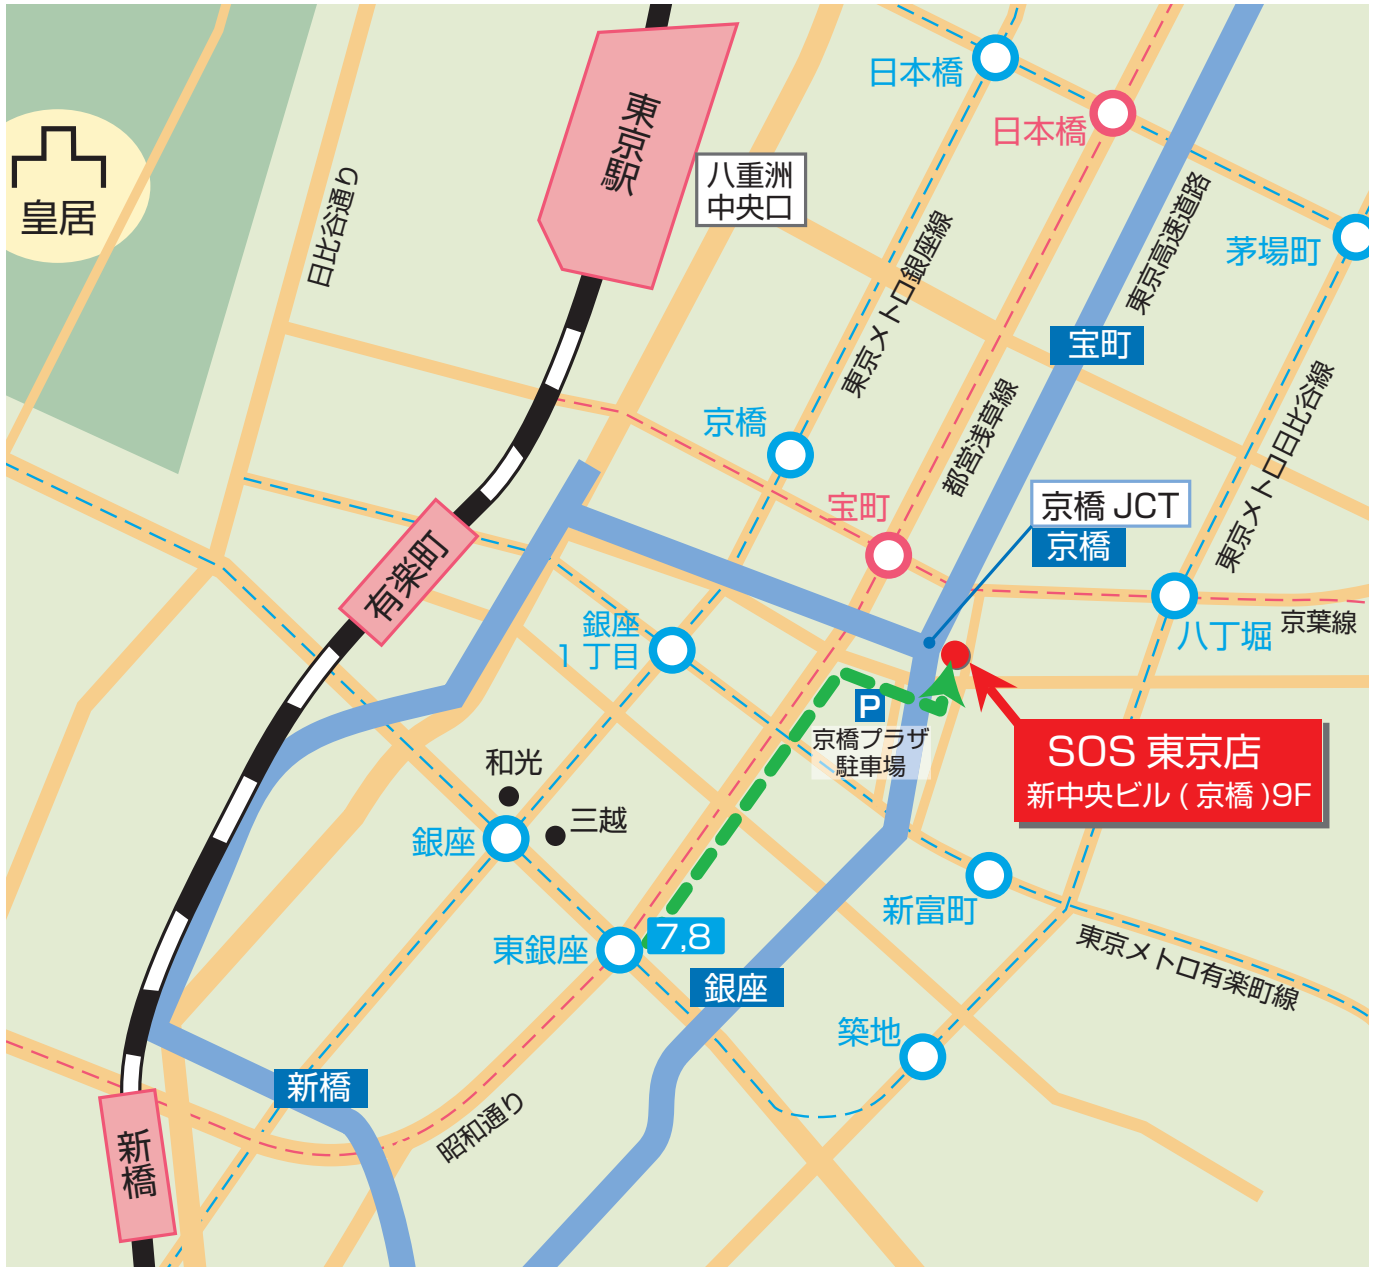 日本橋
日本橋
東京駅
八重洲
中央口
皇居
日比谷通り
東京メトロ銀座線
東京高速道路
茅場町
宝町
京橋
都営浅草線
東京メトロ日比谷線
宝町
京橋 JCT
京橋
有楽町
銀座
1 丁目
八丁堀
京葉線
P
京橋プラザ
駐車場
SOS 東京店
新中央ビル ( 京橋 )9F
和光
三越
銀座
新富町
東銀座
7,8
銀座
東京メトロ有楽町線
築地
新橋
昭和通り
新橋